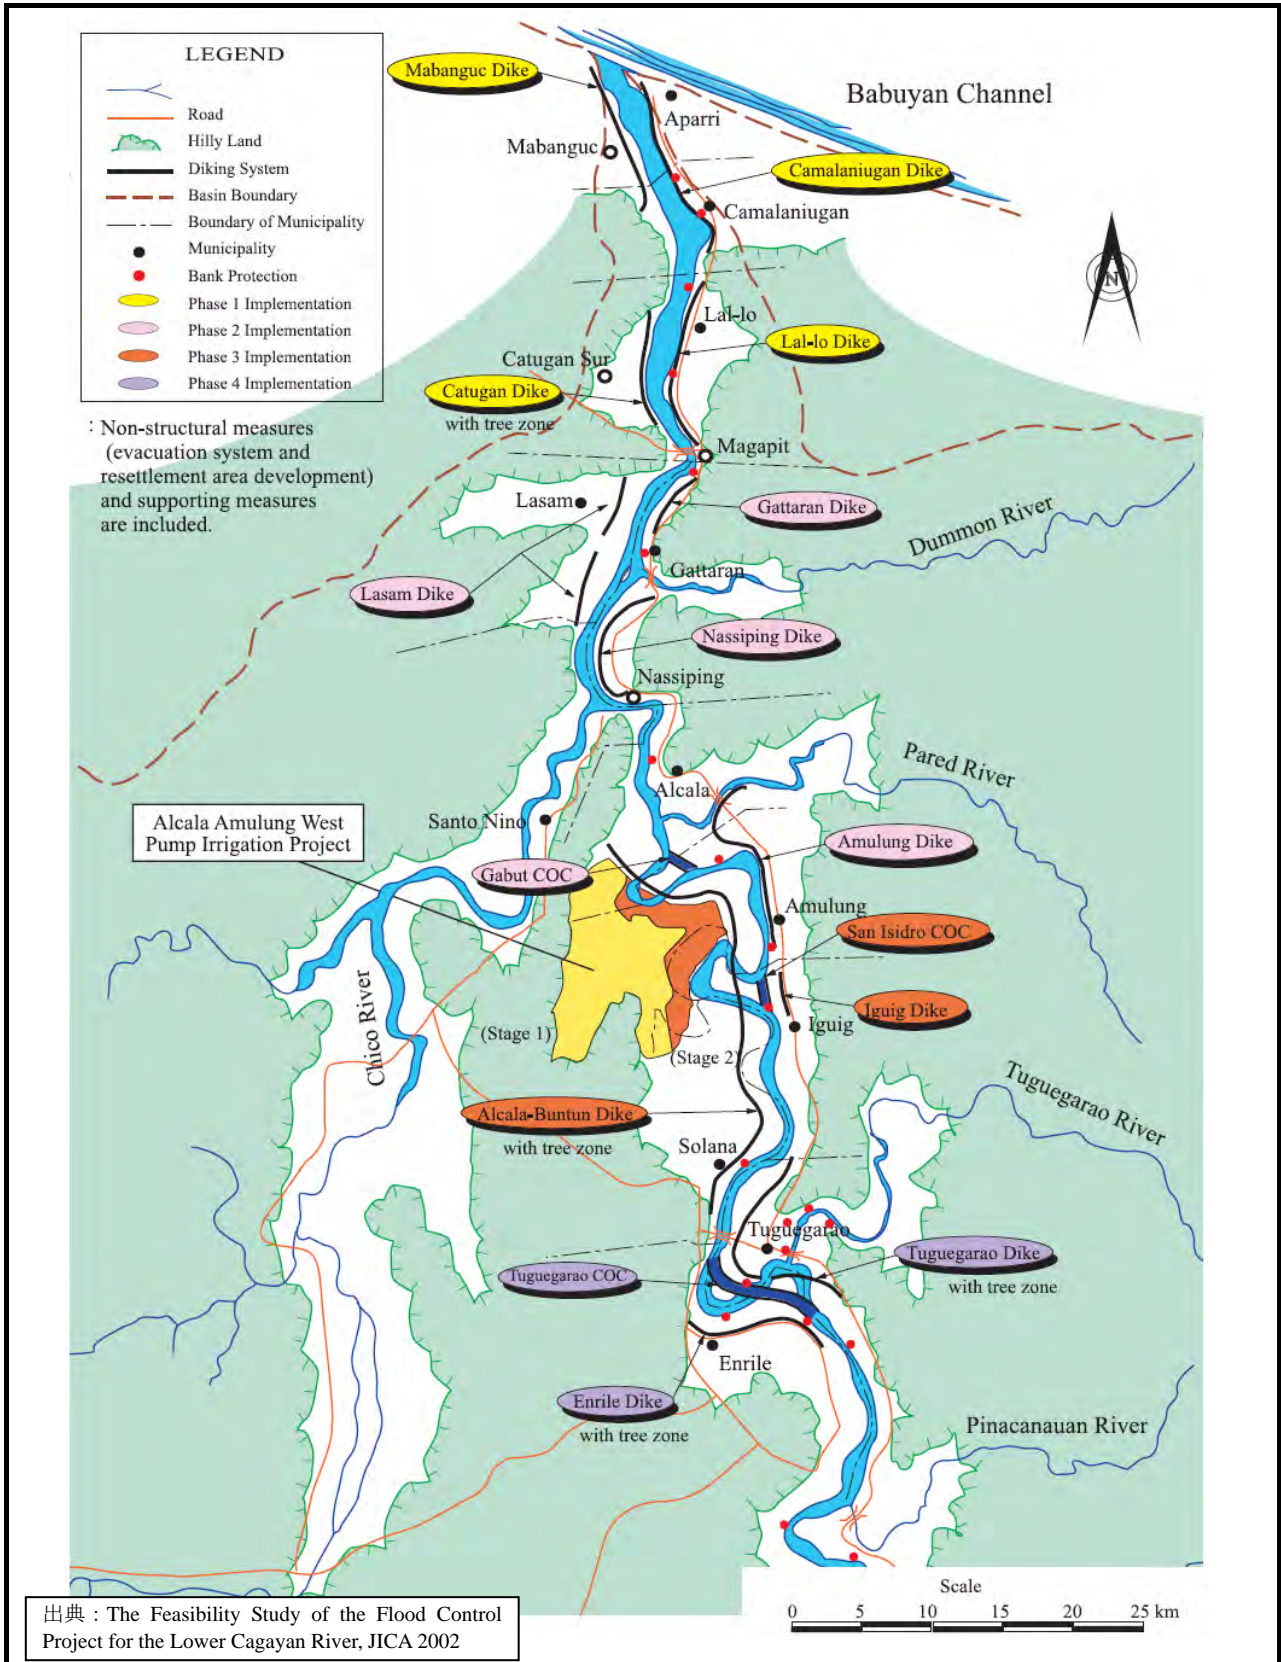 LEGEND
Road
Hilly Land
Diking System
Basin Boundary
Boundary of Municipality
Municipality
Bank Protection
Phase 1 Implementation
Phase 2 Implementation
Phase 3 Implementation
Phase 4 Implementation
: Non-structural measures
(evacuation system and
resettlement area development)
and supporting measures
are included.
Mabanguc Dike
Babuyan Channel
Aparri
Mabanguc
Camalaniugan Dike
Camalaniugan
N
Lal-lo
Lal-lo Dike
Catugan Sur
Catugan Dike
with tree zone
Magapit
Lasam
Gattaran Dike
Dummon River
Gattaran
Lasam Dike
Nassiping Dike
Nassiping
Pared River
Alcala
Alcala Amulung West
Pump Irrigation Project
Santo Nino
Amulung Dike
Gabut COC
Amulung
San Isidro COC
Chico River
Iguig Dike
Iguig
(Stage 1)
(Stage 2)
Tuguegarao River
Alcala-Buntun Dike
with tree zone
Solana
Tuguegarao
Tuguegarao Dike
with tree zone
Tuguegarao COC
Enrile
Enrile Dike
with tree zone
Pinacanauan River
Scale
0 5 10 15 20 25 km
出典 : The Feasibility Study of the Flood Control
Project for the Lower Cagayan River, JICA 2002